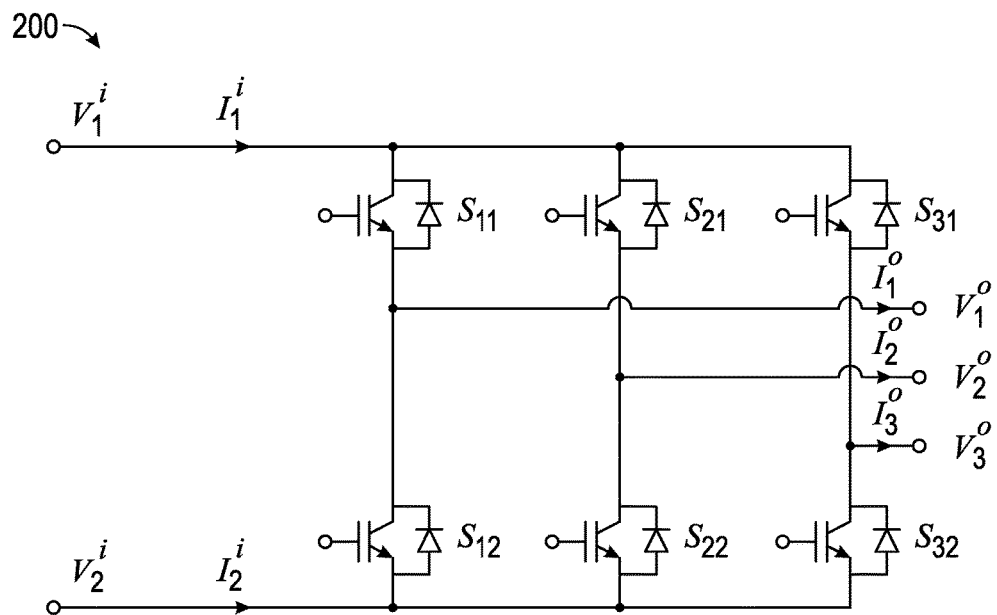 200
V₁ⁱ I₁ⁱ
S₁₁ S₂₁ S₃₁
I₁ᵒ V₁ᵒ
I₂ᵒ V₂ᵒ
I₃ᵒ V₃ᵒ
S₁₂ S₂₂ S₃₂
V₂ⁱ I₂ⁱ